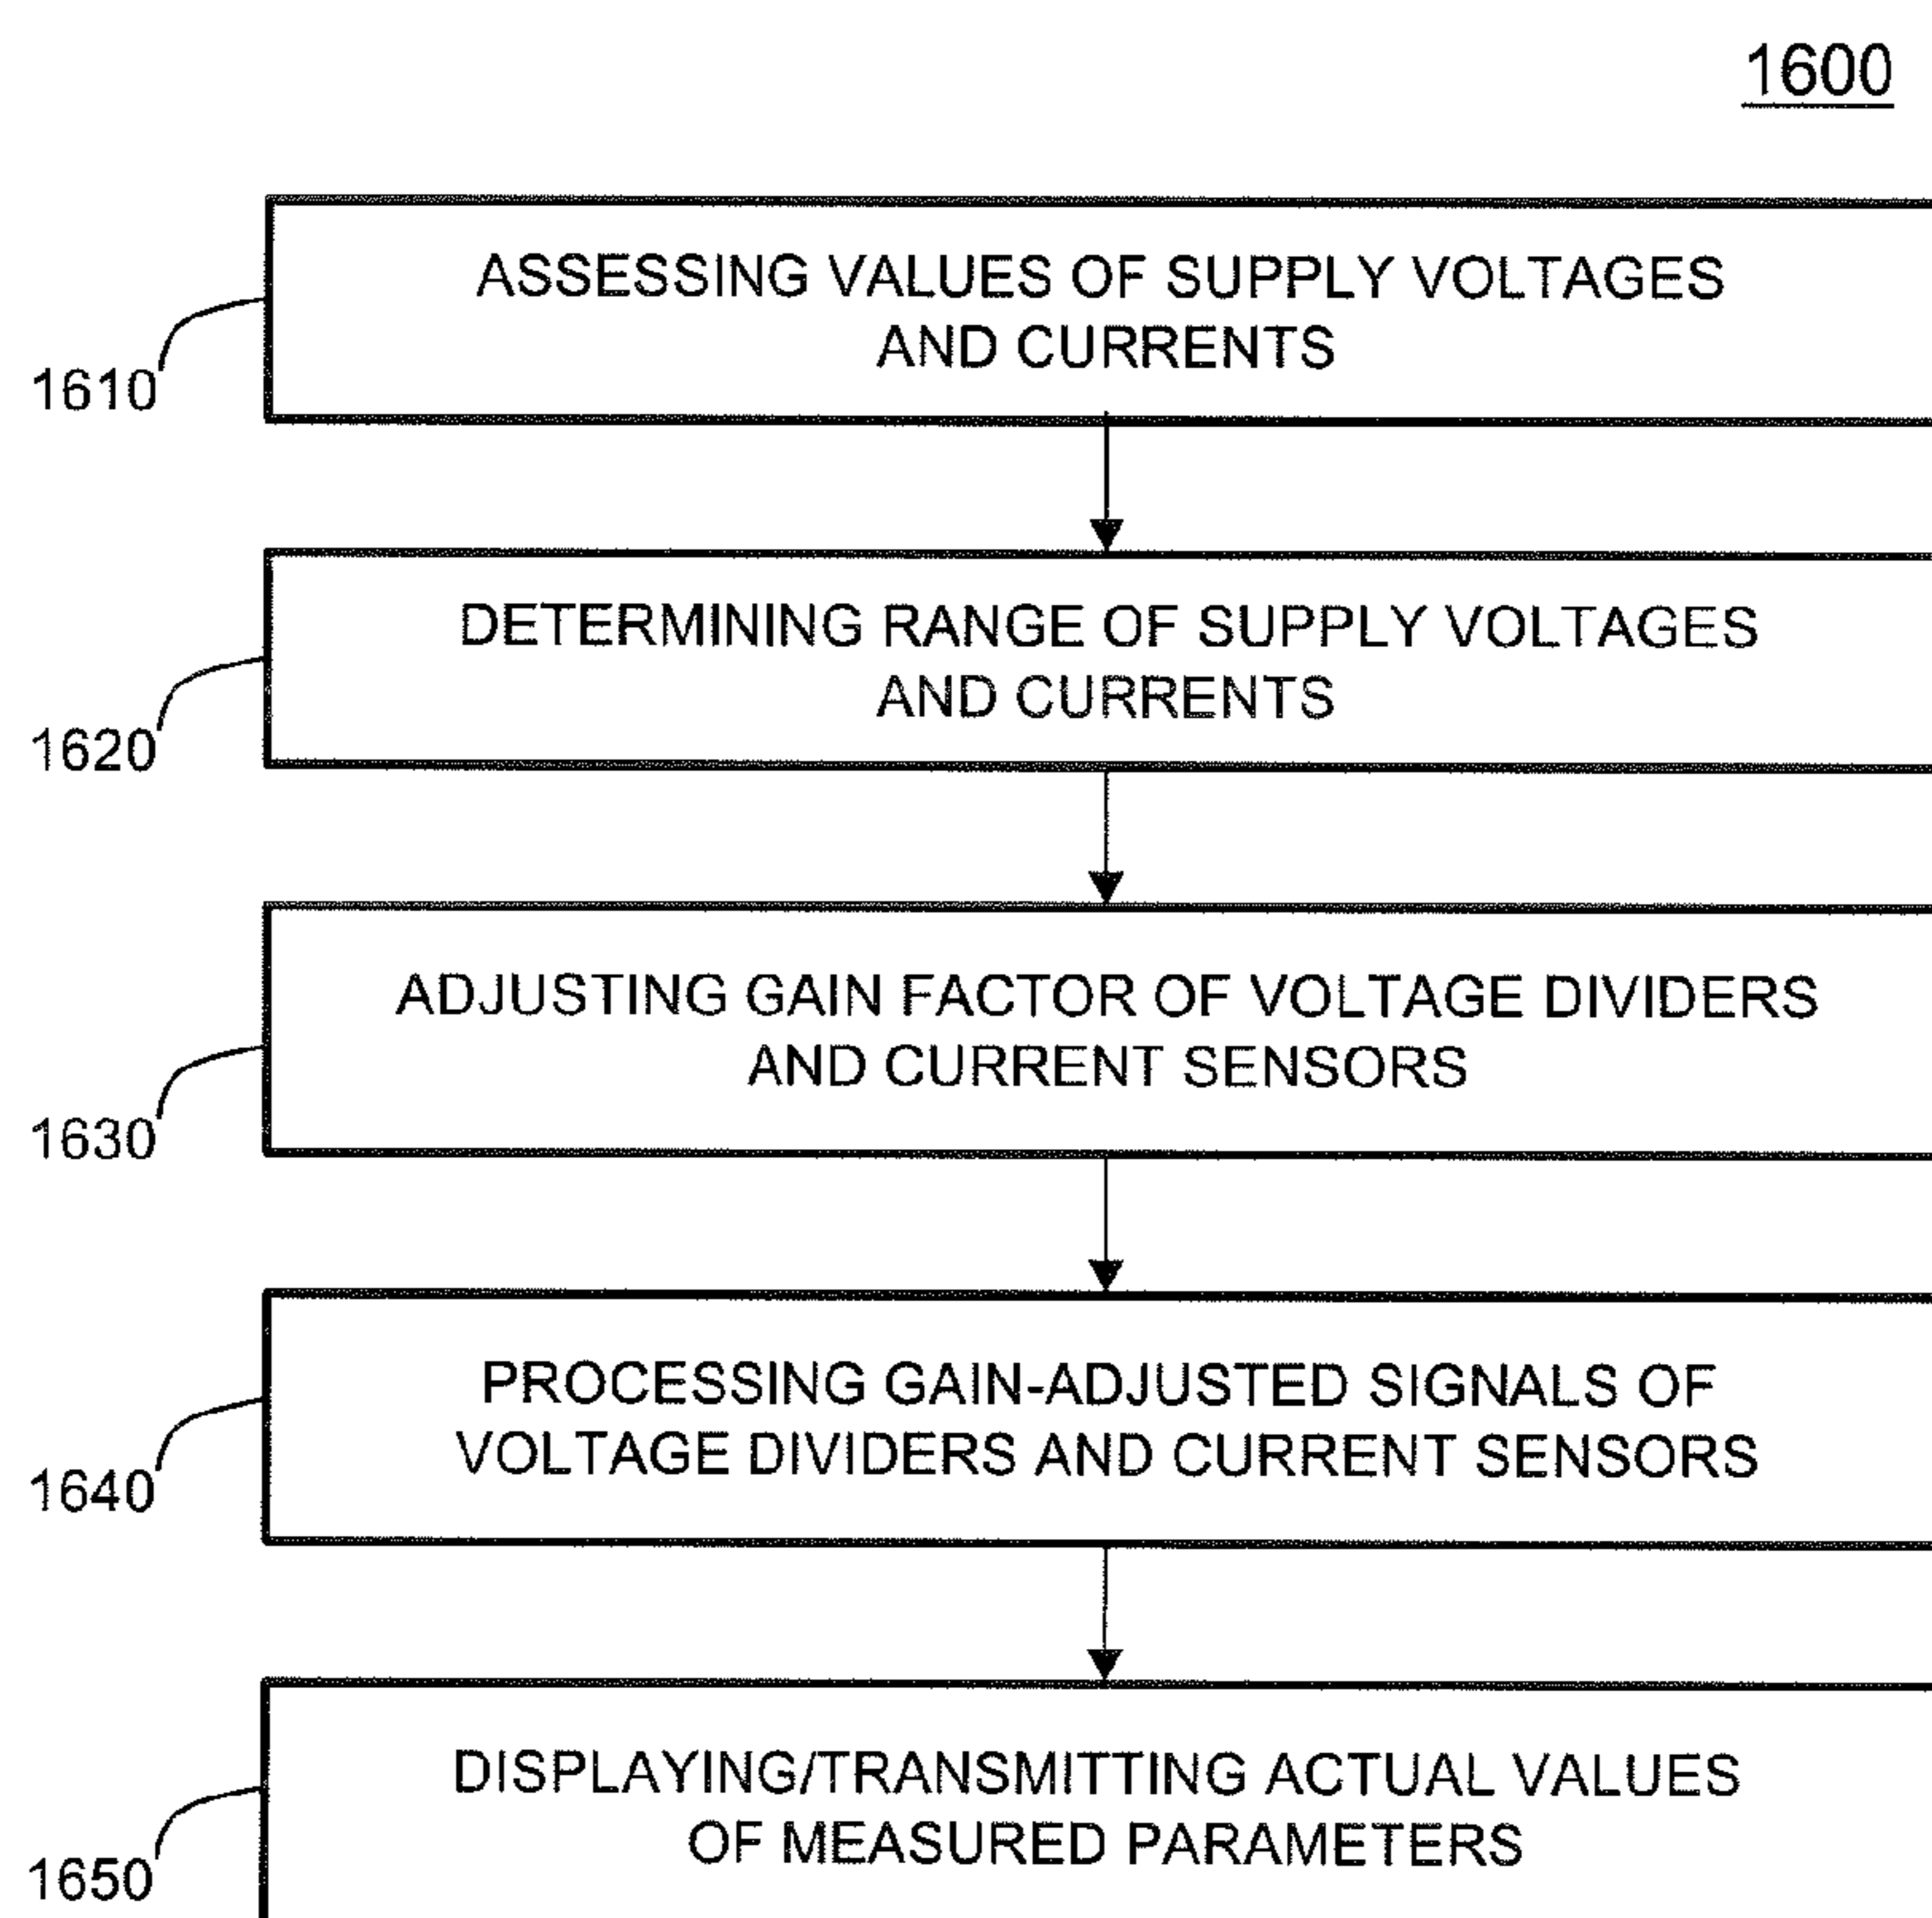 1600
ASSESSING VALUES OF SUPPLY VOLTAGES
AND CURRENTS
1610
DETERMINING RANGE OF SUPPLY VOLTAGES
AND CURRENTS
1620
ADJUSTING GAIN FACTOR OF VOLTAGE DIVIDERS
AND CURRENT SENSORS
1630
PROCESSING GAIN-ADJUSTED SIGNALS OF
VOLTAGE DIVIDERS AND CURRENT SENSORS
1640
DISPLAYING/TRANSMITTING ACTUAL VALUES
OF MEASURED PARAMETERS
1650